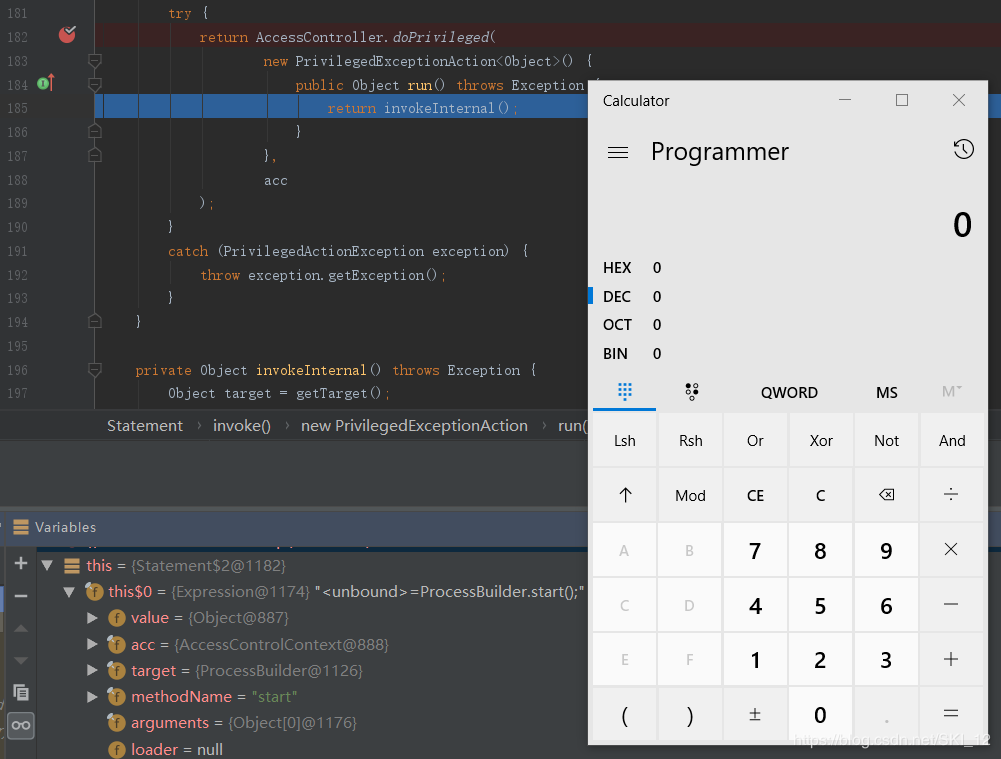 181 try {
182 return AccessController.doPrivileged(
183 new PrivilegedExceptionAction<Object>() {
184 public Object run() throws Exception {
185 return invokeInternal();
186 }
187 },
188 acc
189 );
190 }
191 catch (PrivilegedActionException exception) {
192 throw exception.getException();
193 }
194 }
195
196 private Object invokeInternal() throws Exception {
197 Object target = getTarget();
Statement › invoke() › new PrivilegedExceptionAction › run(
Variables
this = {Statement$2@1182}
this$0 = {Expression@1174} "<unbound>=ProcessBuilder.start();"
value = {Object@887}
acc = {AccessControlContext@888}
target = {ProcessBuilder@1126}
methodName = "start"
arguments = {Object[0]@1176}
loader = null
Calculator
Programmer
0
HEX 0
DEC 0
OCT 0
BIN 0
QWORD MS M
Lsh Rsh Or Xor Not And
↑ Mod CE C ⌫ ÷
A B 7 8 9 ×
C D 4 5 6 −
E F 1 2 3 +
( ) ± 0 . =